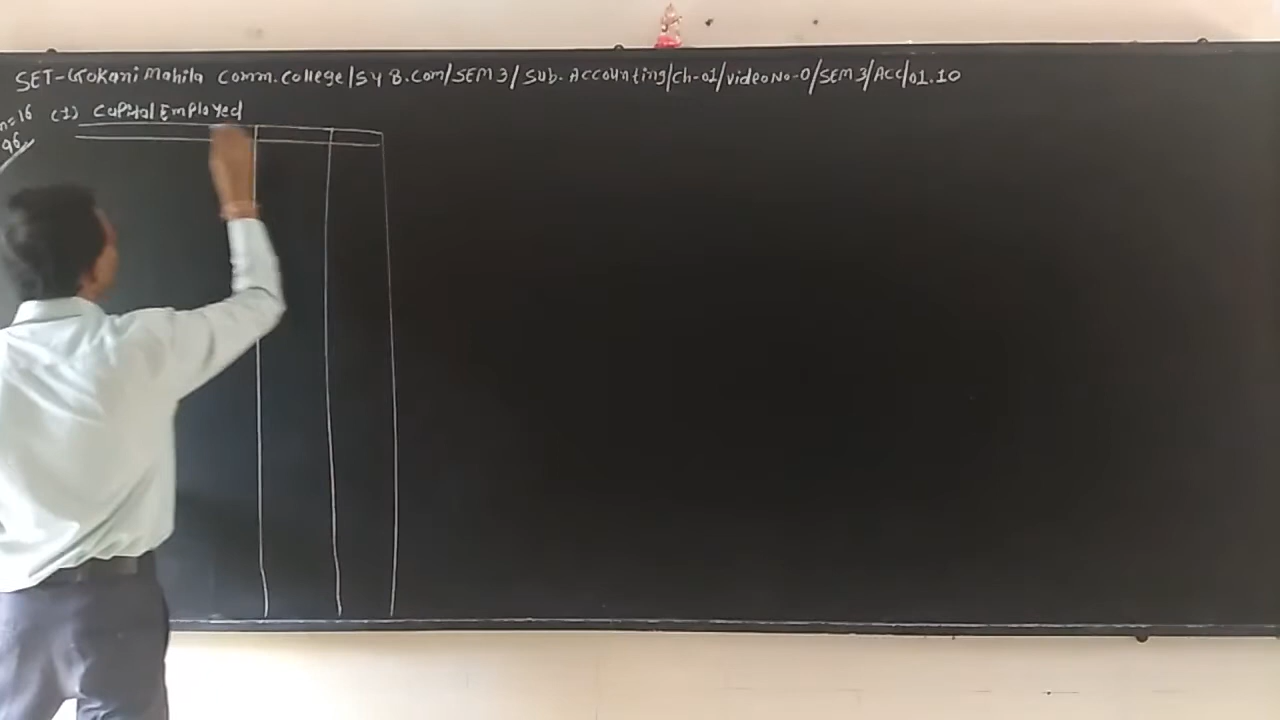 SET-Gokani Mahila Comm. College/S y B.Com/SEM 3/ Sub. Accounting/Ch-01/Video No-0/SEM 3/Acc/01.10
n=16 (1) Capital Employed
96